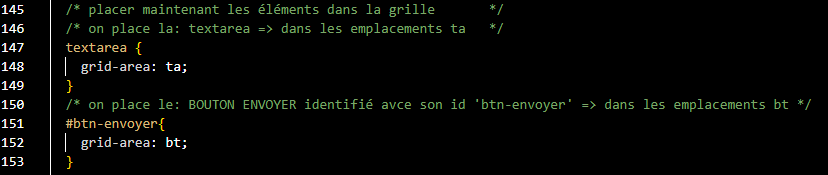 145 /* placer maintenant les éléments dans la grille */
146 /* on place la: textarea => dans les emplacements ta */
147 textarea {
148 grid-area: ta;
149 }
150 /* on place le: BOUTON ENVOYER identifié avce son id 'btn-envoyer' => dans les emplacements bt */
151 #btn-envoyer{
152 grid-area: bt;
153 }